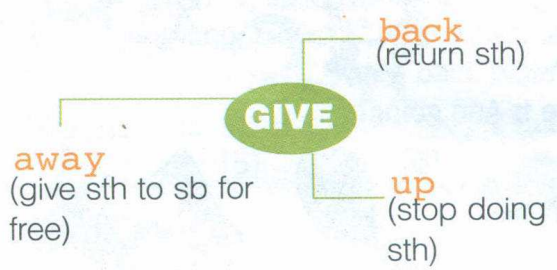 back
(return sth)
GIVE
away
(give sth to sb for
free)
up
(stop doing
sth)